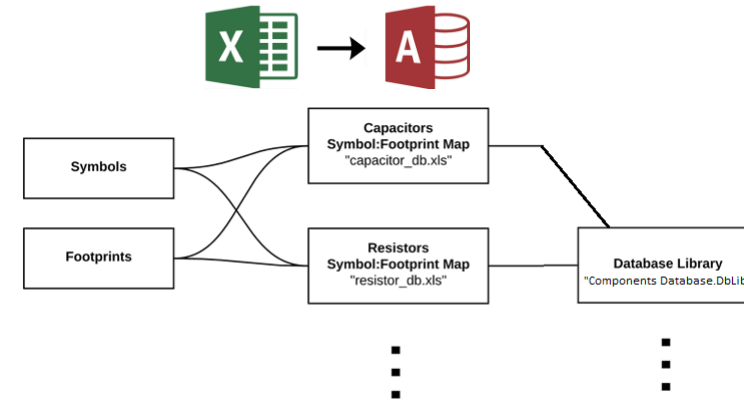 X
A
Capacitors
Symbol:Footprint Map
"capacitor_db.xls"
Symbols
Footprints
Resistors
Symbol:Footprint Map
"resistor_db.xls"
Database Library
"Components Database.DbLib